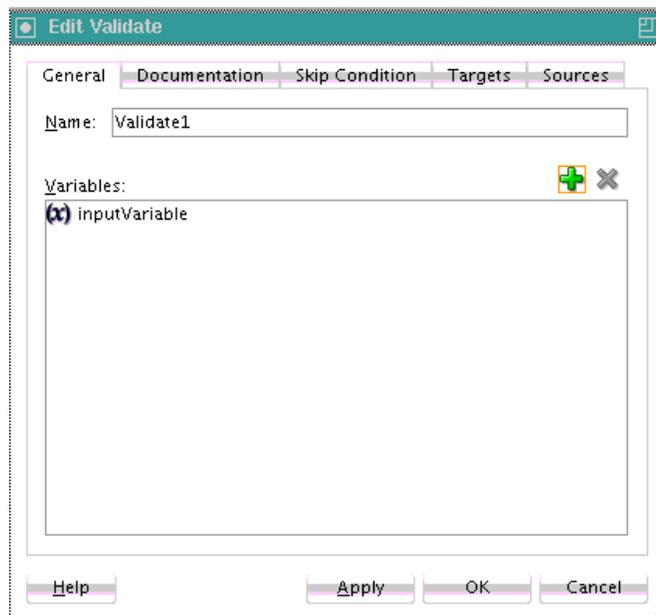 Edit Validate
General Documentation Skip Condition Targets Sources
Name: Validate1
Variables:
(x) inputVariable
Help Apply OK Cancel